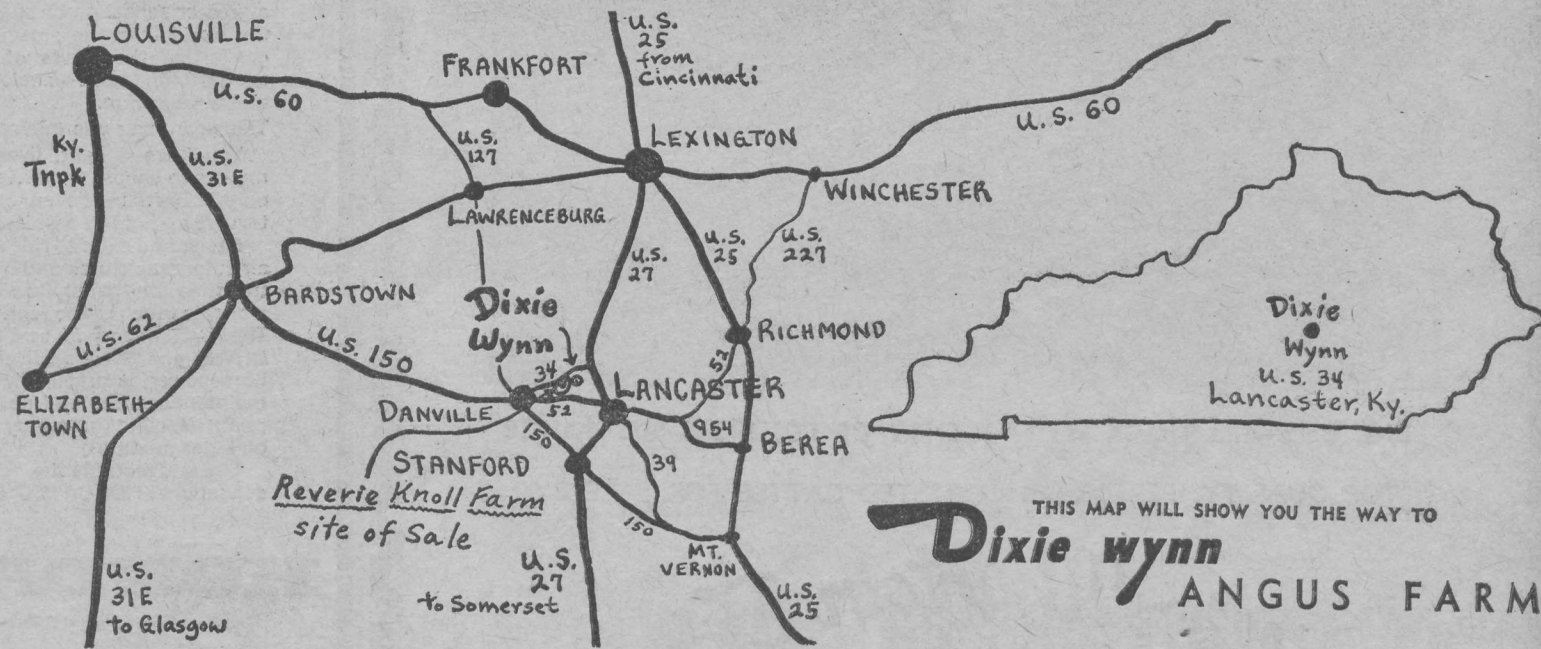 LOUISVILLE
U.S. 60
FRANKFORT
U.S.
25
from
Cincinnati
Ky.
Tnpk.
U.S.
31E
U.S.
127
LEXINGTON
U.S. 60
WINCHESTER
LAWRENCEBURG
U.S.
27
U.S.
25
U.S.
227
BARDSTOWN
Dixie
Wynn
RICHMOND
U.S. 62
U.S. 150
34
52
52
LANCASTER
ELIZABETH-
TOWN
DANVILLE
150
954
BEREA
STANFORD
39
Reverie Knoll Farm
site of Sale
150
MT.
VERNON
U.S.
31E
to Glasgow
U.S.
27
to Somerset
U.S.
25
Dixie
Wynn
U.S. 34
Lancaster, Ky.
THIS MAP WILL SHOW YOU THE WAY TO
Dixie wynn
ANGUS FARM